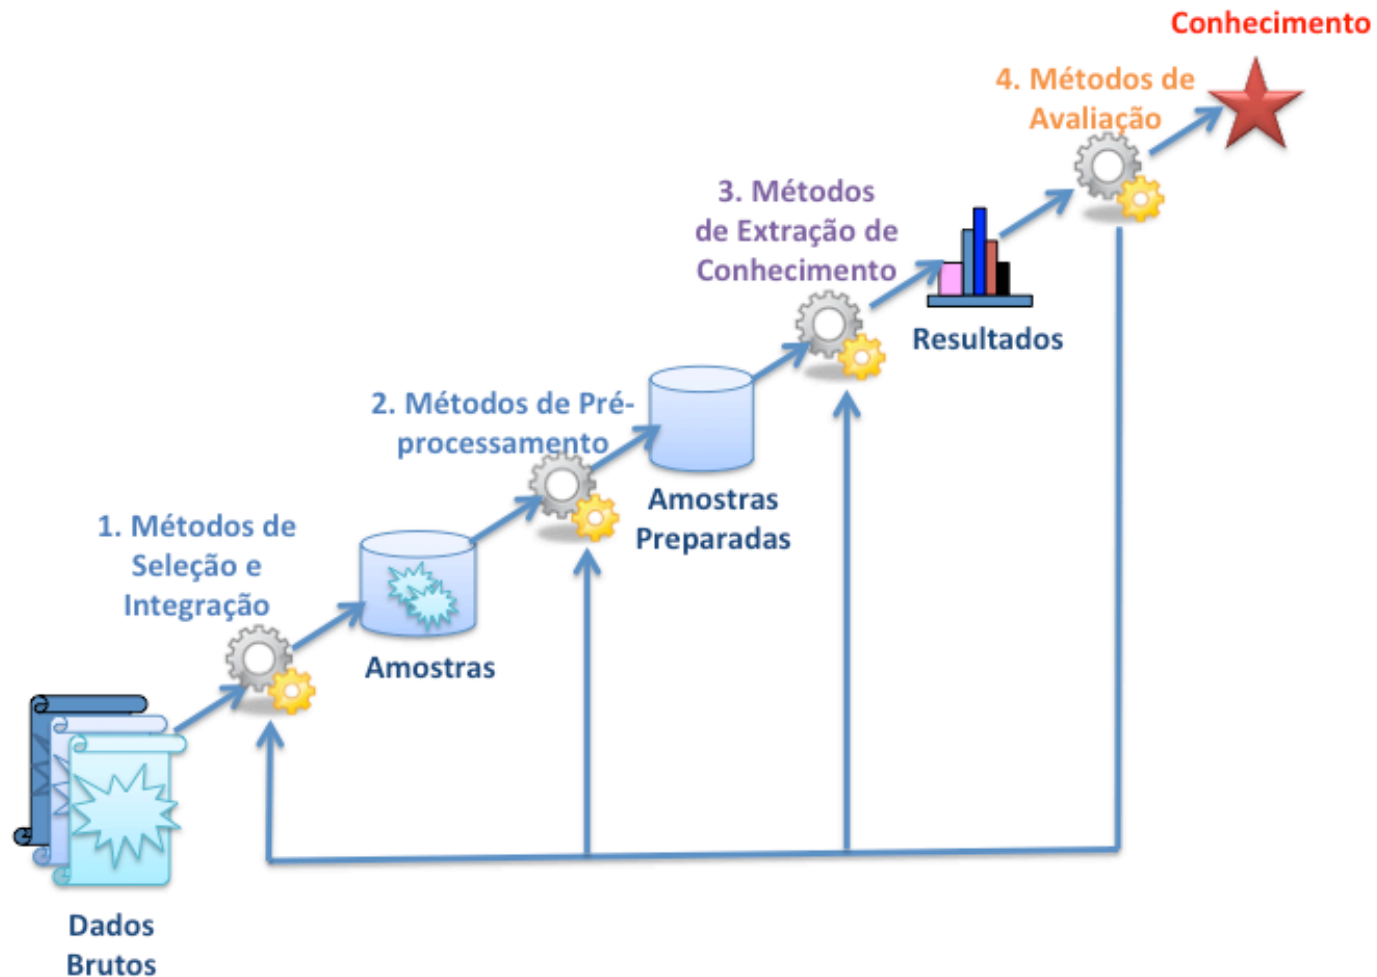 Conhecimento
4. Métodos de
Avaliação
3. Métodos
de Extração de
Conhecimento
Resultados
2. Métodos de Pré-
processamento
Amostras
Preparadas
1. Métodos de
Seleção e
Integração
Amostras
Dados
Brutos